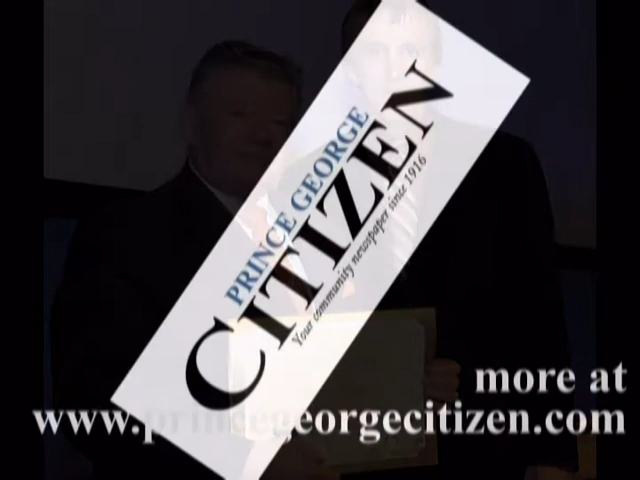 PRINCE GEORGE
CITIZEN
Your community newspaper since 1916
more at
www.princegeorgecitizen.com